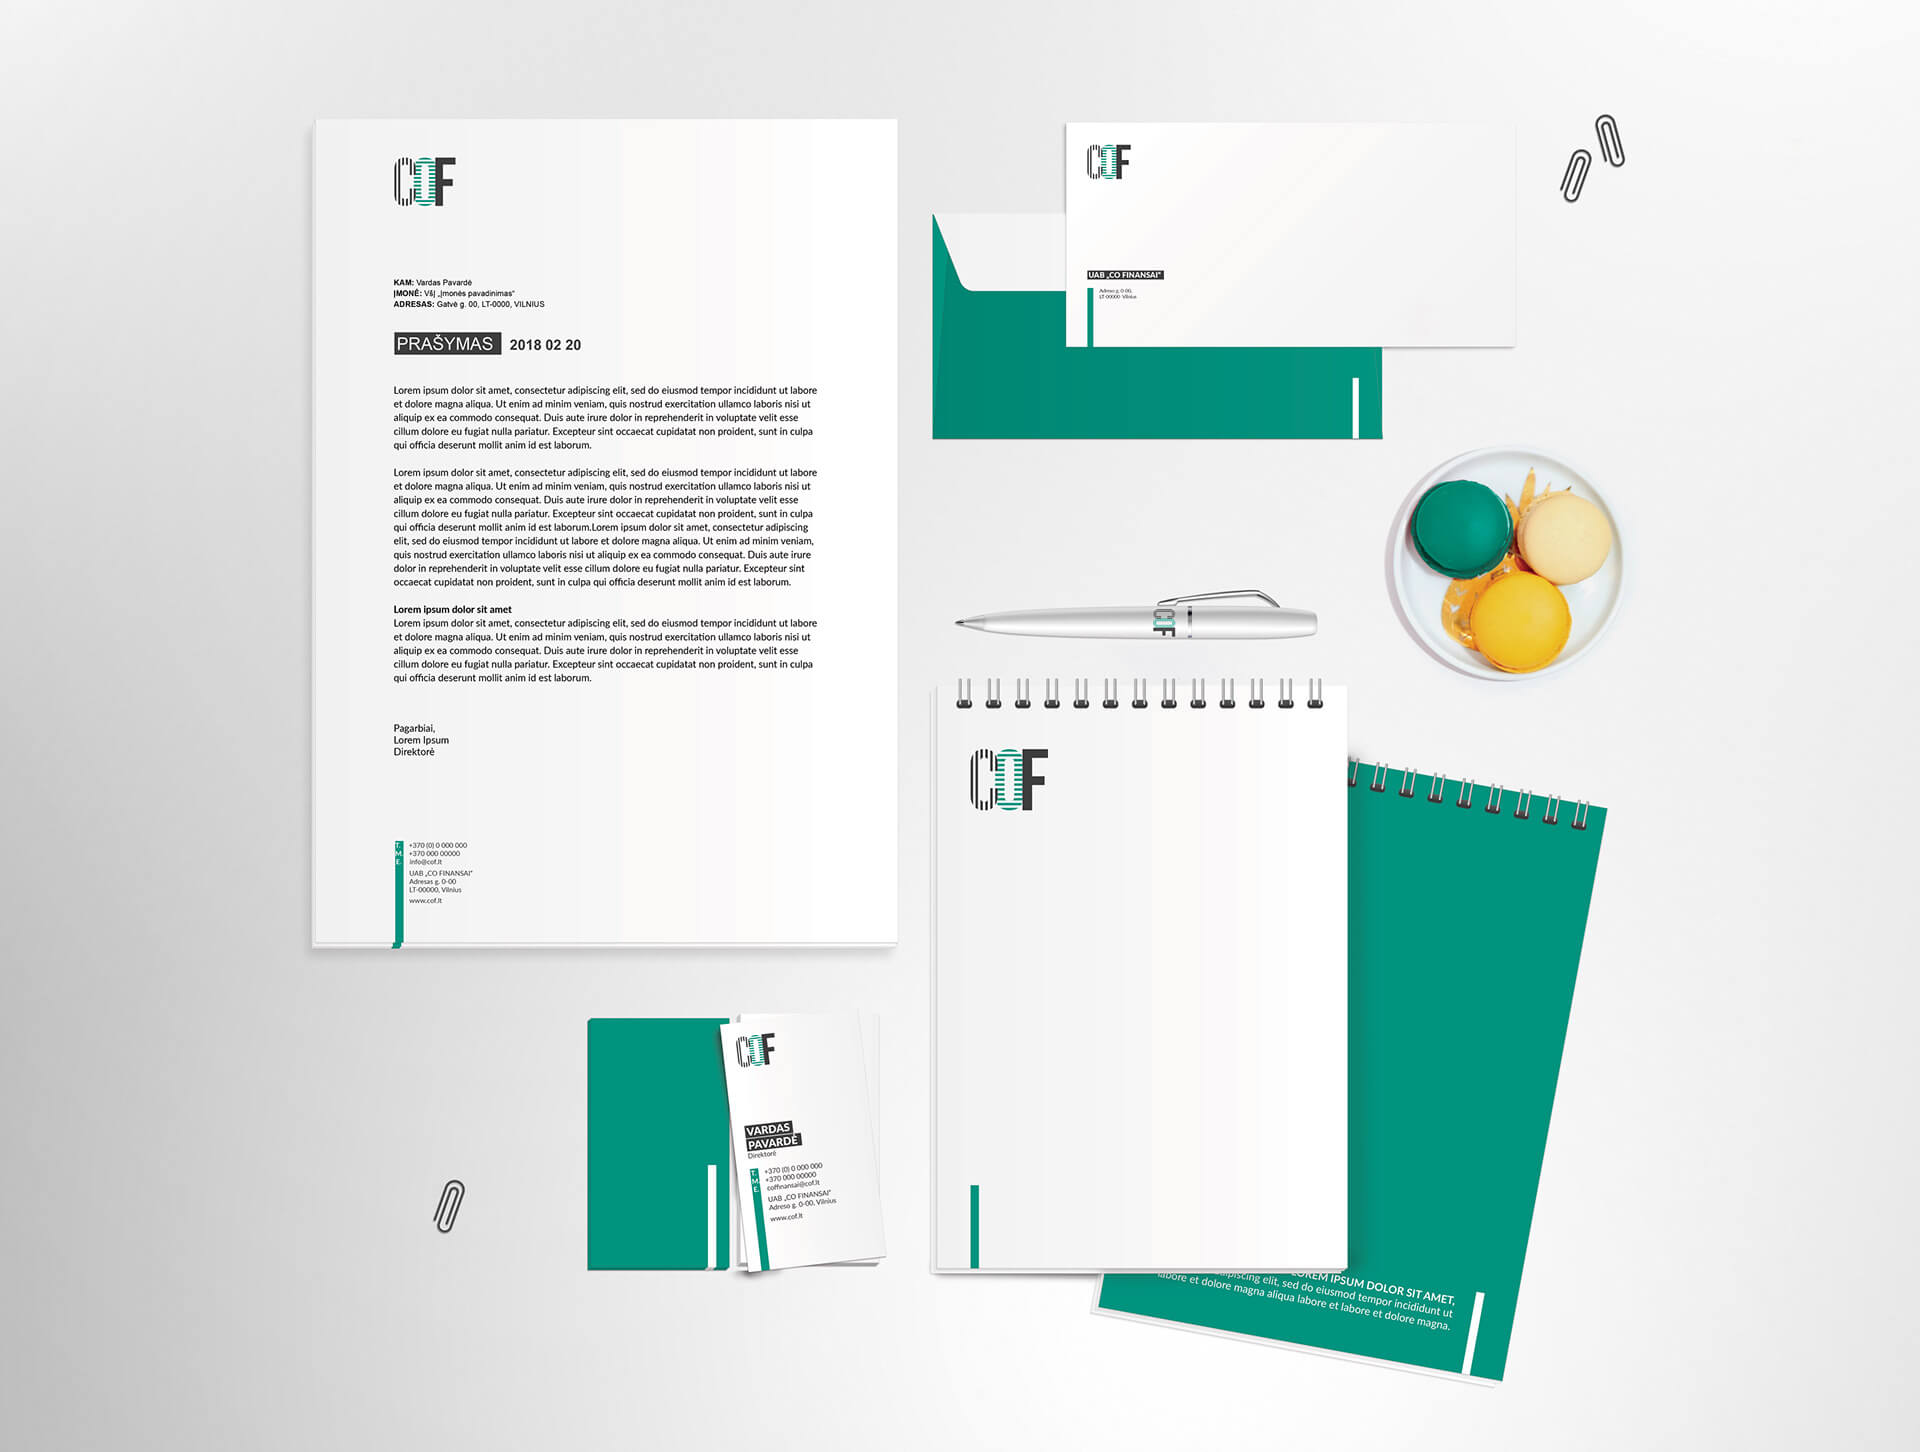 COF
KAM: Vardas Pavardė
ĮMONĖ: VšĮ „Įmonės pavadinimas“
ADRESAS: Gatvė g. 00, LT-0000, VILNIUS
PRAŠYMAS 2018 02 20
Lorem ipsum dolor sit amet, consectetur adipiscing elit, sed do eiusmod tempor incididunt ut labore
et dolore magna aliqua. Ut enim ad minim veniam, quis nostrud exercitation ullamco laboris nisi ut
aliquip ex ea commodo consequat. Duis aute irure dolor in reprehenderit in voluptate velit esse
cillum dolore eu fugiat nulla pariatur. Excepteur sint occaecat cupidatat non proident, sunt in culpa
qui officia deserunt mollit anim id est laborum.
Lorem ipsum dolor sit amet, consectetur adipiscing elit, sed do eiusmod tempor incididunt ut labore
et dolore magna aliqua. Ut enim ad minim veniam, quis nostrud exercitation ullamco laboris nisi ut
aliquip ex ea commodo consequat. Duis aute irure dolor in reprehenderit in voluptate velit esse
cillum dolore eu fugiat nulla pariatur. Excepteur sint occaecat cupidatat non proident, sunt in culpa
qui officia deserunt mollit anim id est laborum.Lorem ipsum dolor sit amet, consectetur adipiscing
elit, sed do eiusmod tempor incididunt ut labore et dolore magna aliqua. Ut enim ad minim veniam,
quis nostrud exercitation ullamco laboris nisi ut aliquip ex ea commodo consequat. Duis aute irure
dolor in reprehenderit in voluptate velit esse cillum dolore eu fugiat nulla pariatur. Excepteur sint
occaecat cupidatat non proident, sunt in culpa qui officia deserunt mollit anim id est laborum.
Lorem ipsum dolor sit amet
Lorem ipsum dolor sit amet, consectetur adipiscing elit, sed do eiusmod tempor incididunt ut labore
et dolore magna aliqua. Ut enim ad minim veniam, quis nostrud exercitation ullamco laboris nisi ut
aliquip ex ea commodo consequat. Duis aute irure dolor in reprehenderit in voluptate velit esse
cillum dolore eu fugiat nulla pariatur. Excepteur sint occaecat cupidatat non proident, sunt in culpa
qui officia deserunt mollit anim id est laborum.
Pagarbiai,
Lorem Ipsum
Direktorė
T. +370 (0) 0 000 000
M. +370 000 00000
E. info@cof.lt
UAB „CO FINANSAI“
Adresas g. 0-00
LT-00000, Vilnius
www.cof.lt
COF
UAB „CO FINANSAI“
Adreso g. 0-00,
LT-00000 Vilnius
COF
COF
LOREM IPSUM DOLOR SIT AMET,
adipiscing elit, sed do eiusmod tempor incididunt ut
labore et dolore magna aliqua labore et labore et dolore magna.
COF
VARDAS
PAVARDĖ
Direktorė
T. +370 (0) 0 000 000
M. +370 000 00000
E. coffinansai@cof.lt
UAB „CO FINANSAI“
Adreso g. 0-00, Vilnius
www.cof.lt